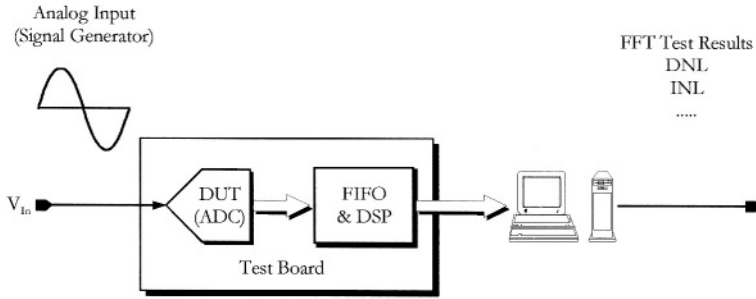 Analog Input
(Signal Generator)
FFT Test Results
DNL
INL
.....
V_In
DUT
(ADC)
FIFO
& DSP
Test Board